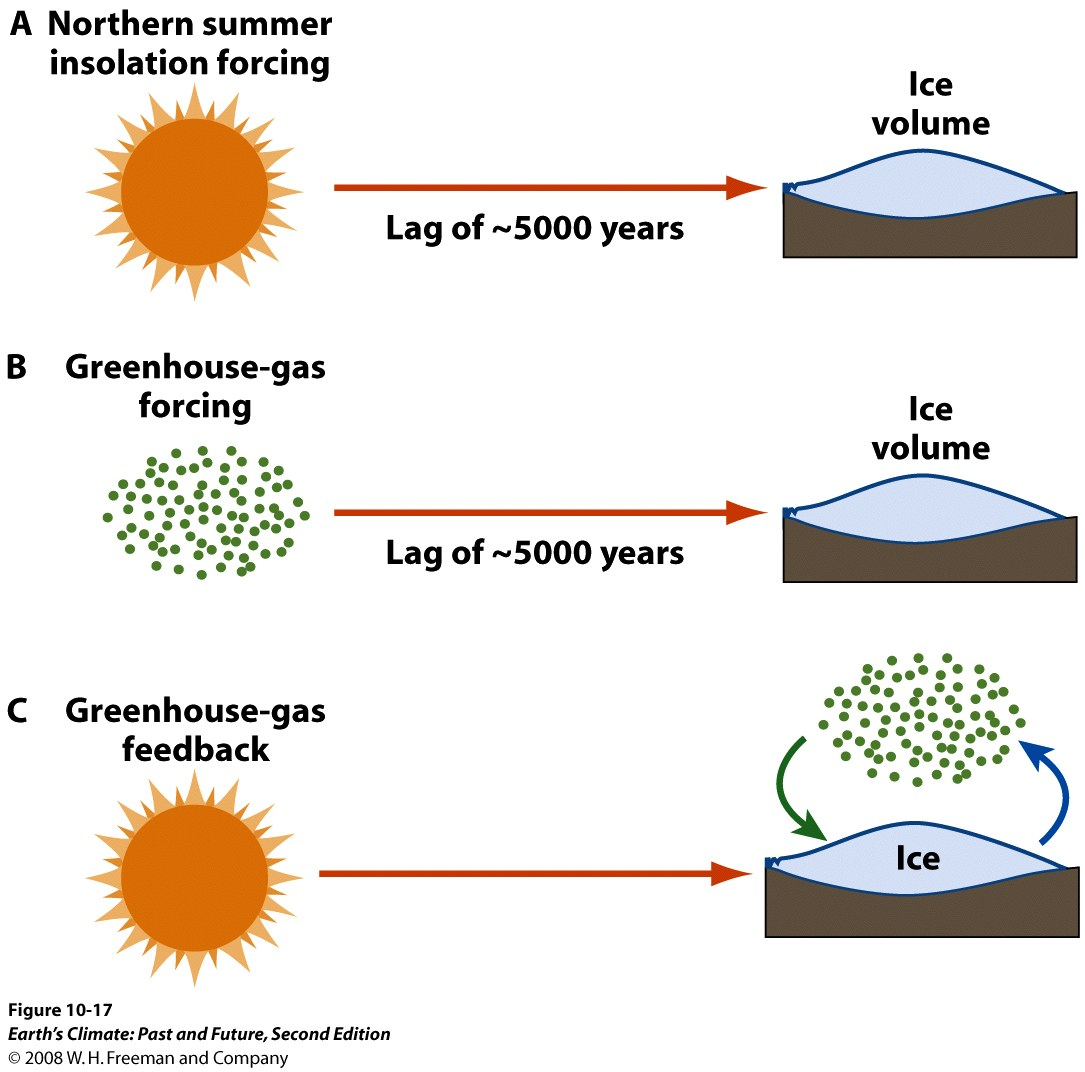 A Northern summer
insolation forcing
Ice
volume
Lag of ~5000 years
B Greenhouse-gas
forcing
Ice
volume
Lag of ~5000 years
C Greenhouse-gas
feedback
Ice
Figure 10-17
Earth's Climate: Past and Future, Second Edition
© 2008 W. H. Freeman and Company